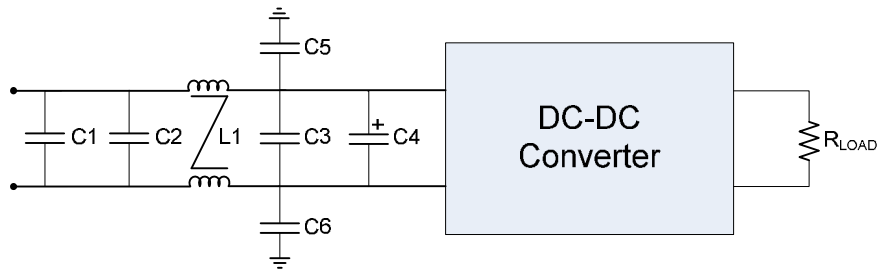 C5
C1
C2
L1
C3
+
C4
DC-DC
Converter
RLOAD
C6